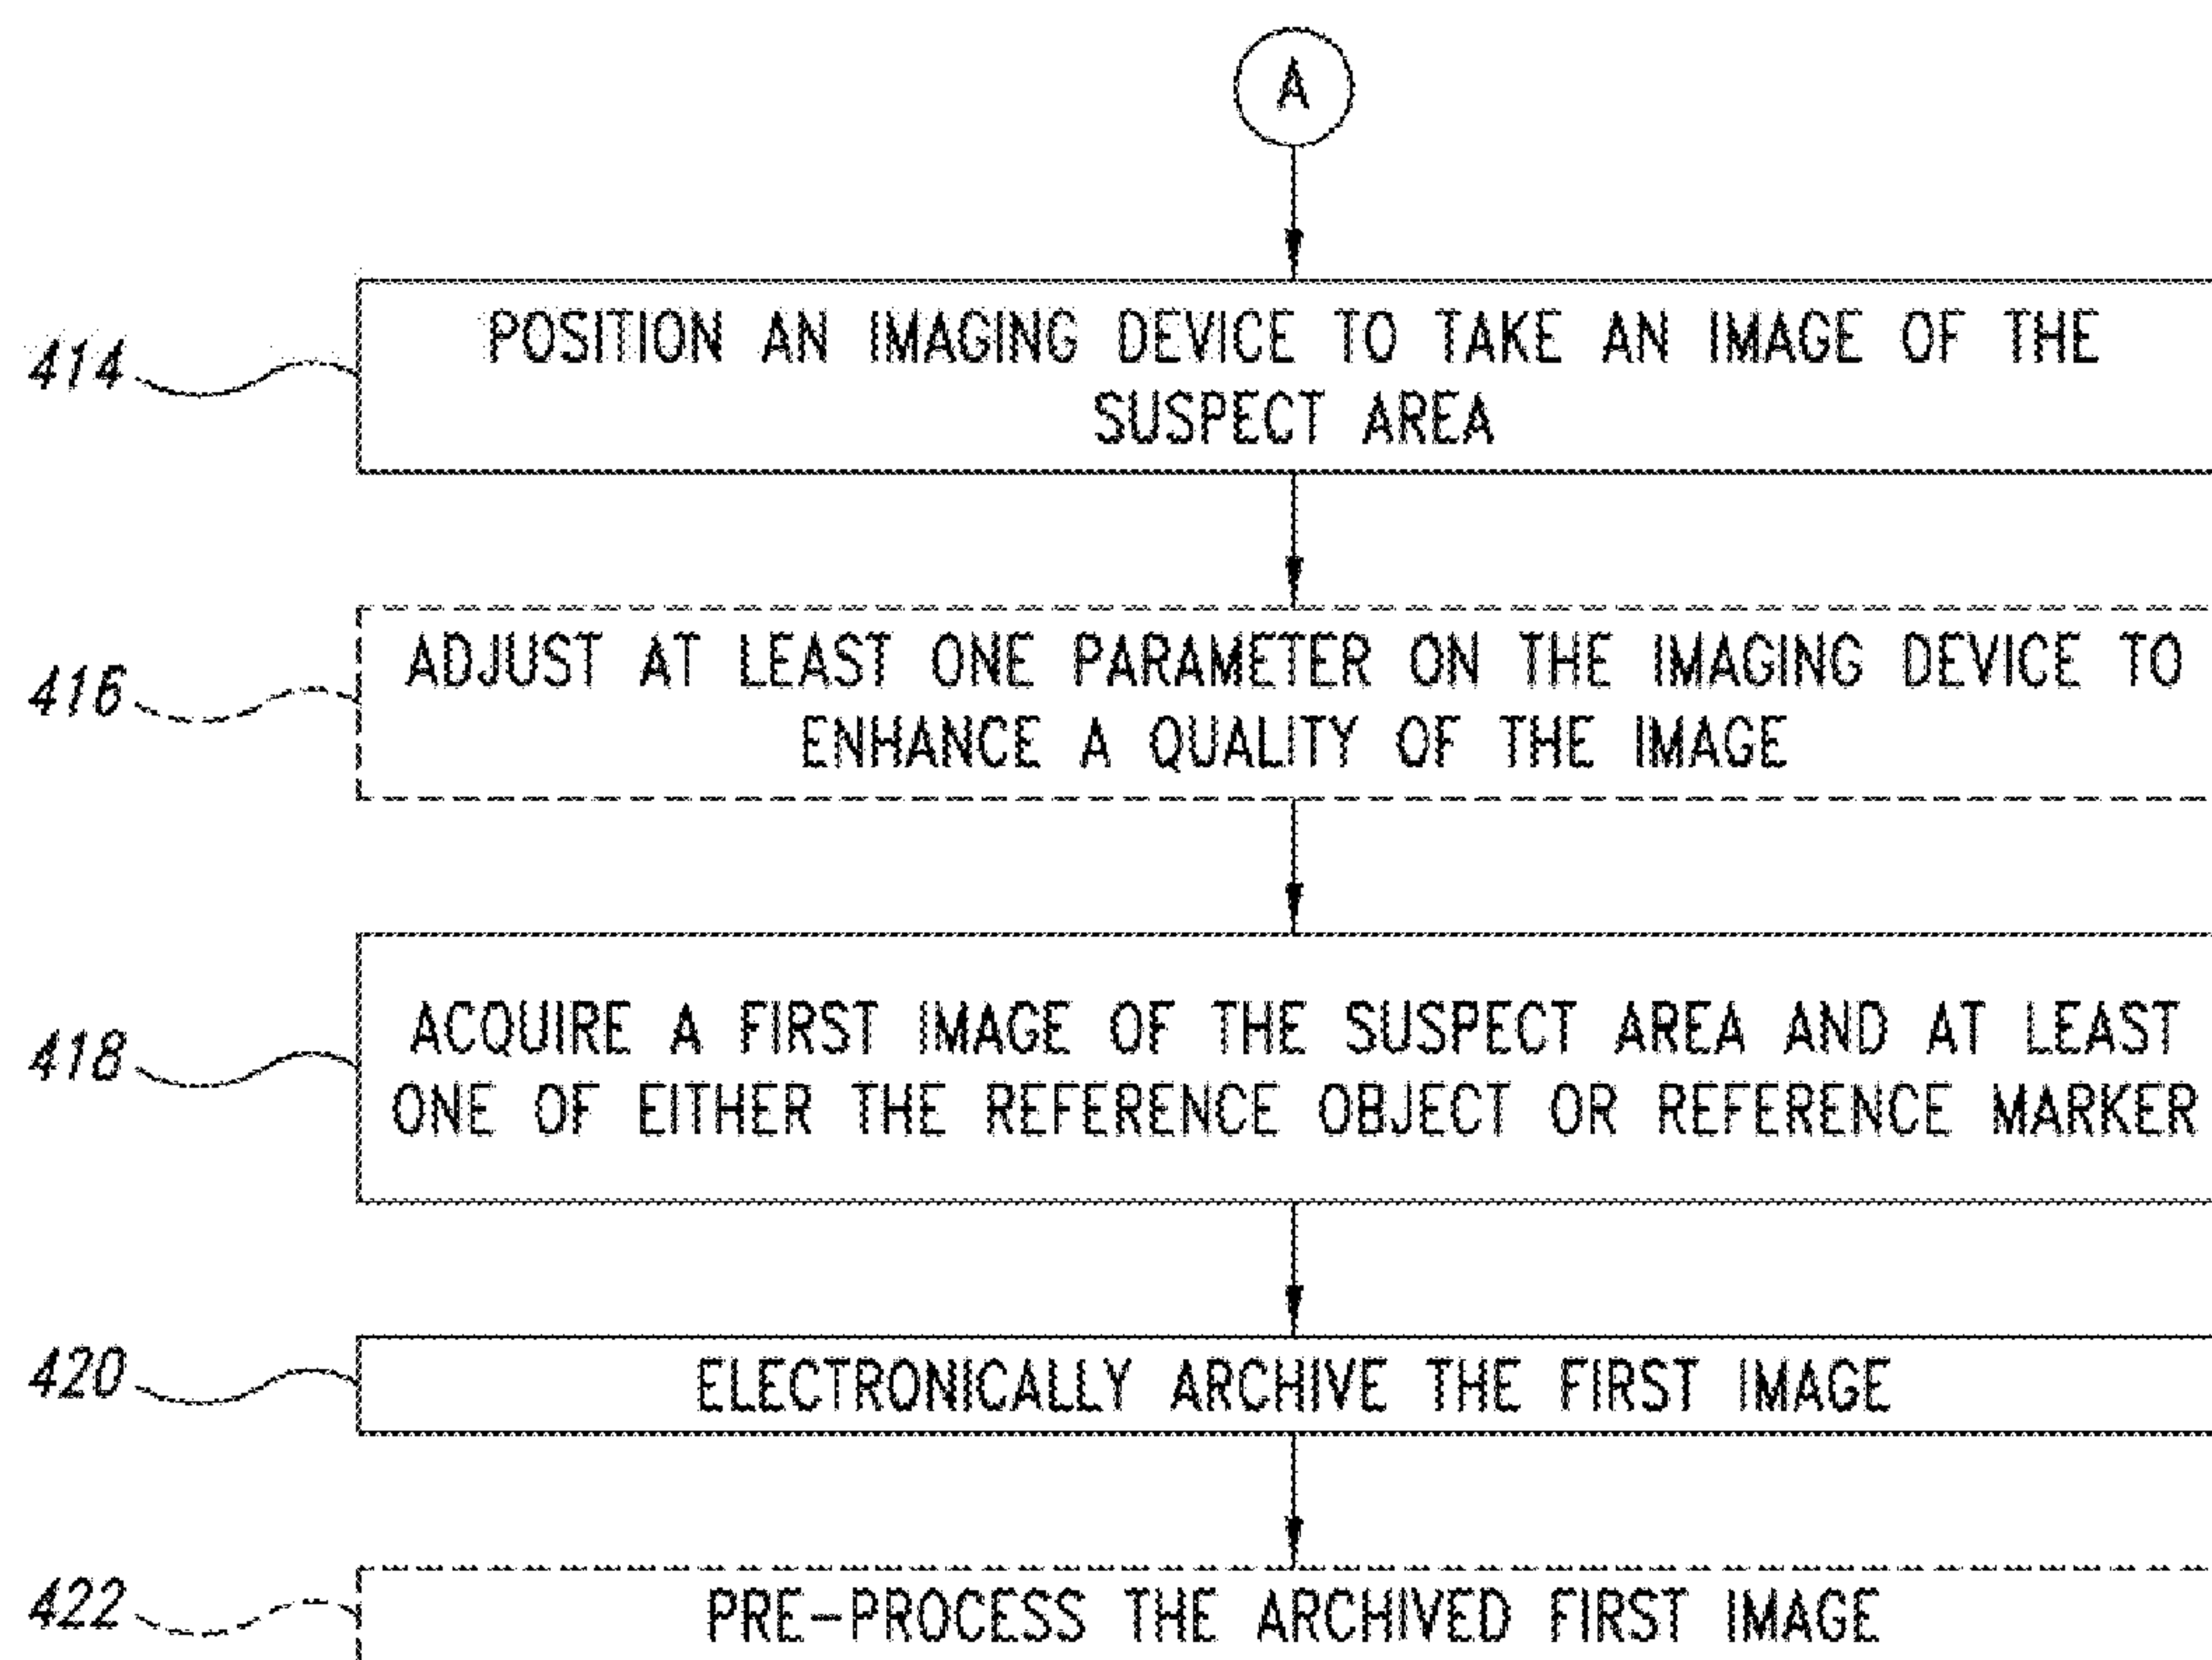 A
414
POSITION AN IMAGING DEVICE TO TAKE AN IMAGE OF THE
SUSPECT AREA
416
ADJUST AT LEAST ONE PARAMETER ON THE IMAGING DEVICE TO
ENHANCE A QUALITY OF THE IMAGE
418
ACQUIRE A FIRST IMAGE OF THE SUSPECT AREA AND AT LEAST
ONE OF EITHER THE REFERENCE OBJECT OR REFERENCE MARKER
420
ELECTRONICALLY ARCHIVE THE FIRST IMAGE
422
PRE-PROCESS THE ARCHIVED FIRST IMAGE